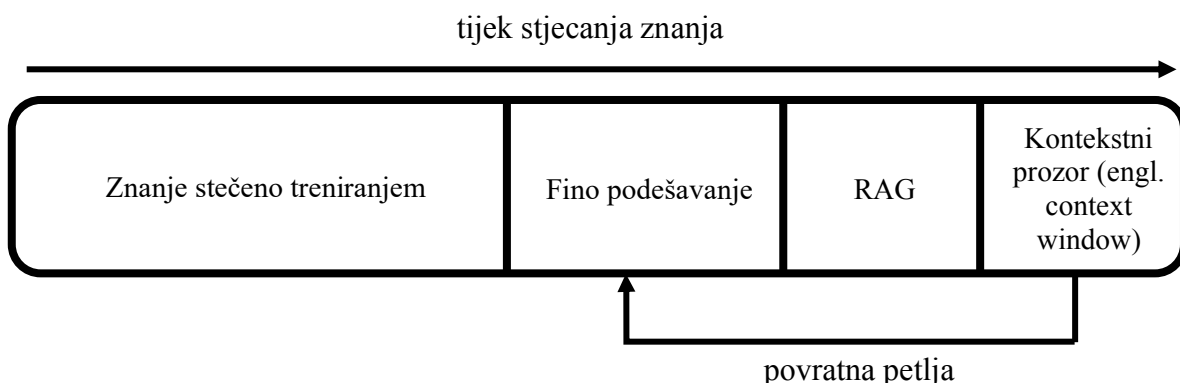 tijek stjecanja znanja
Znanje stečeno treniranjem
Fino podešavanje
RAG
Kontekstni
prozor (engl.
context
window)
povratna petlja